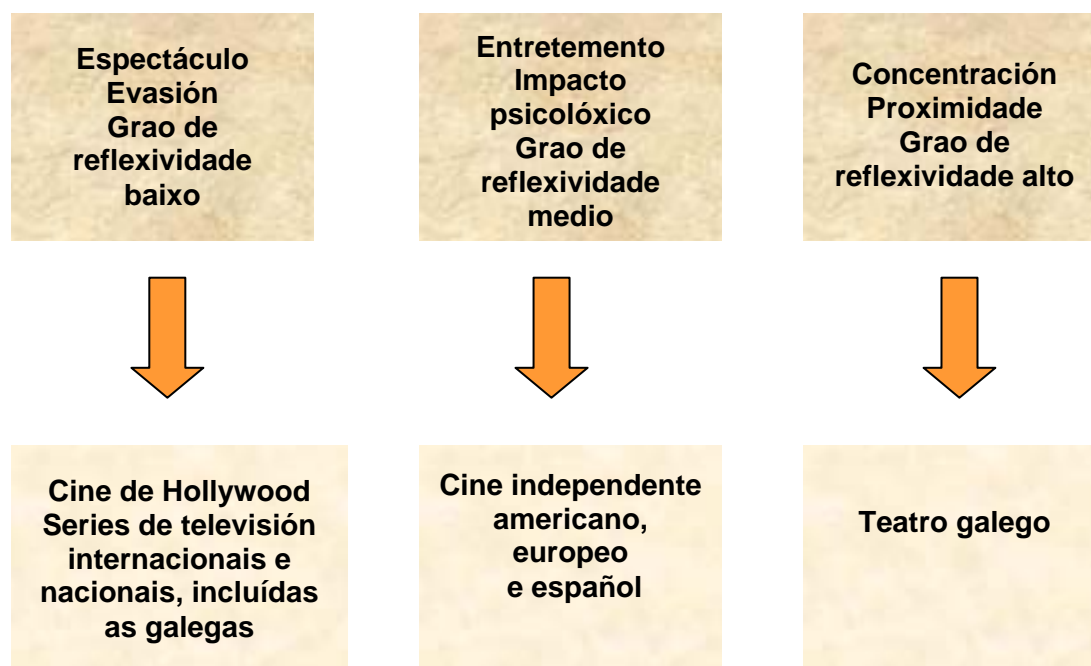 Espectáculo
Evasión
Grao de
reflexividade
baixo
Entretemento
Impacto
psicolóxico
Grao de
reflexividade
medio
Concentración
Proximidade
Grao de
reflexividade alto
Cine de Hollywood
Series de televisión
internacionais e
nacionais, incluídas
as galegas
Cine independente
americano,
europeo
e español
Teatro galego